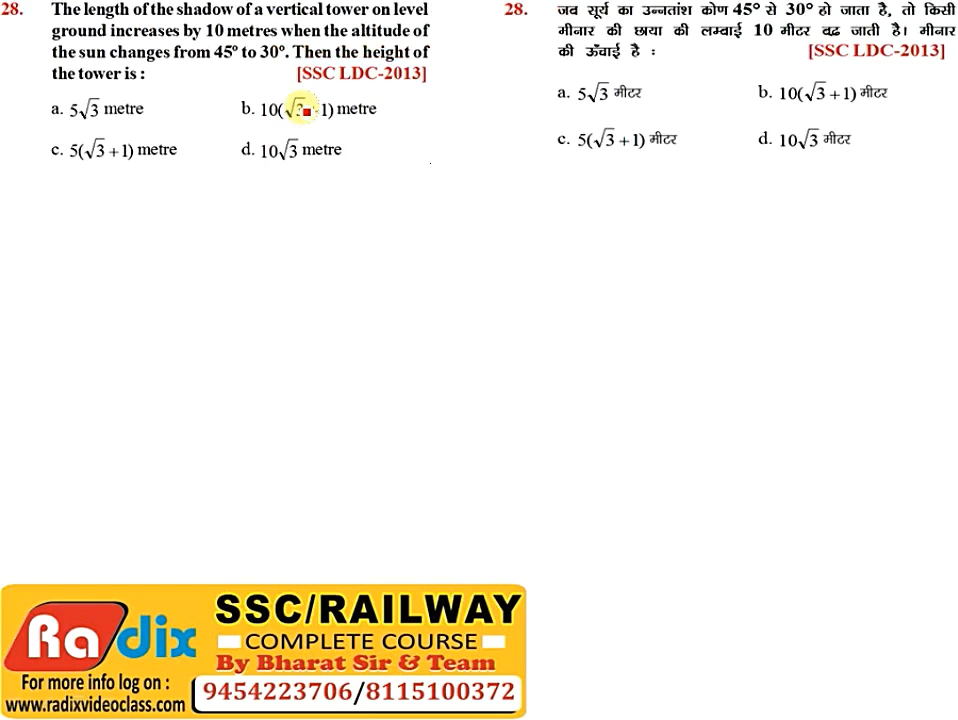 28. The length of the shadow of a vertical tower on level
ground increases by 10 metres when the altitude of
the sun changes from 45° to 30°. Then the height of
the tower is : [SSC LDC-2013]
a. 5√3 metre b. 10(√3 1) metre
c. 5(√3 + 1) metre d. 10√3 metre
28. जब सूर्य का उन्नतांश कोण 45° से 30° हो जाता है, तो किसी
मीनार की छाया की लम्बाई 10 मीटर बढ़ जाती है। मीनार
की ऊँचाई है : [SSC LDC-2013]
a. 5√3 मीटर b. 10(√3 + 1) मीटर
c. 5(√3 + 1) मीटर d. 10√3 मीटर
Radix
For more info log on :
www.radixvideoclass.com
SSC/RAILWAY
COMPLETE COURSE
By Bharat Sir & Team
9454223706/8115100372